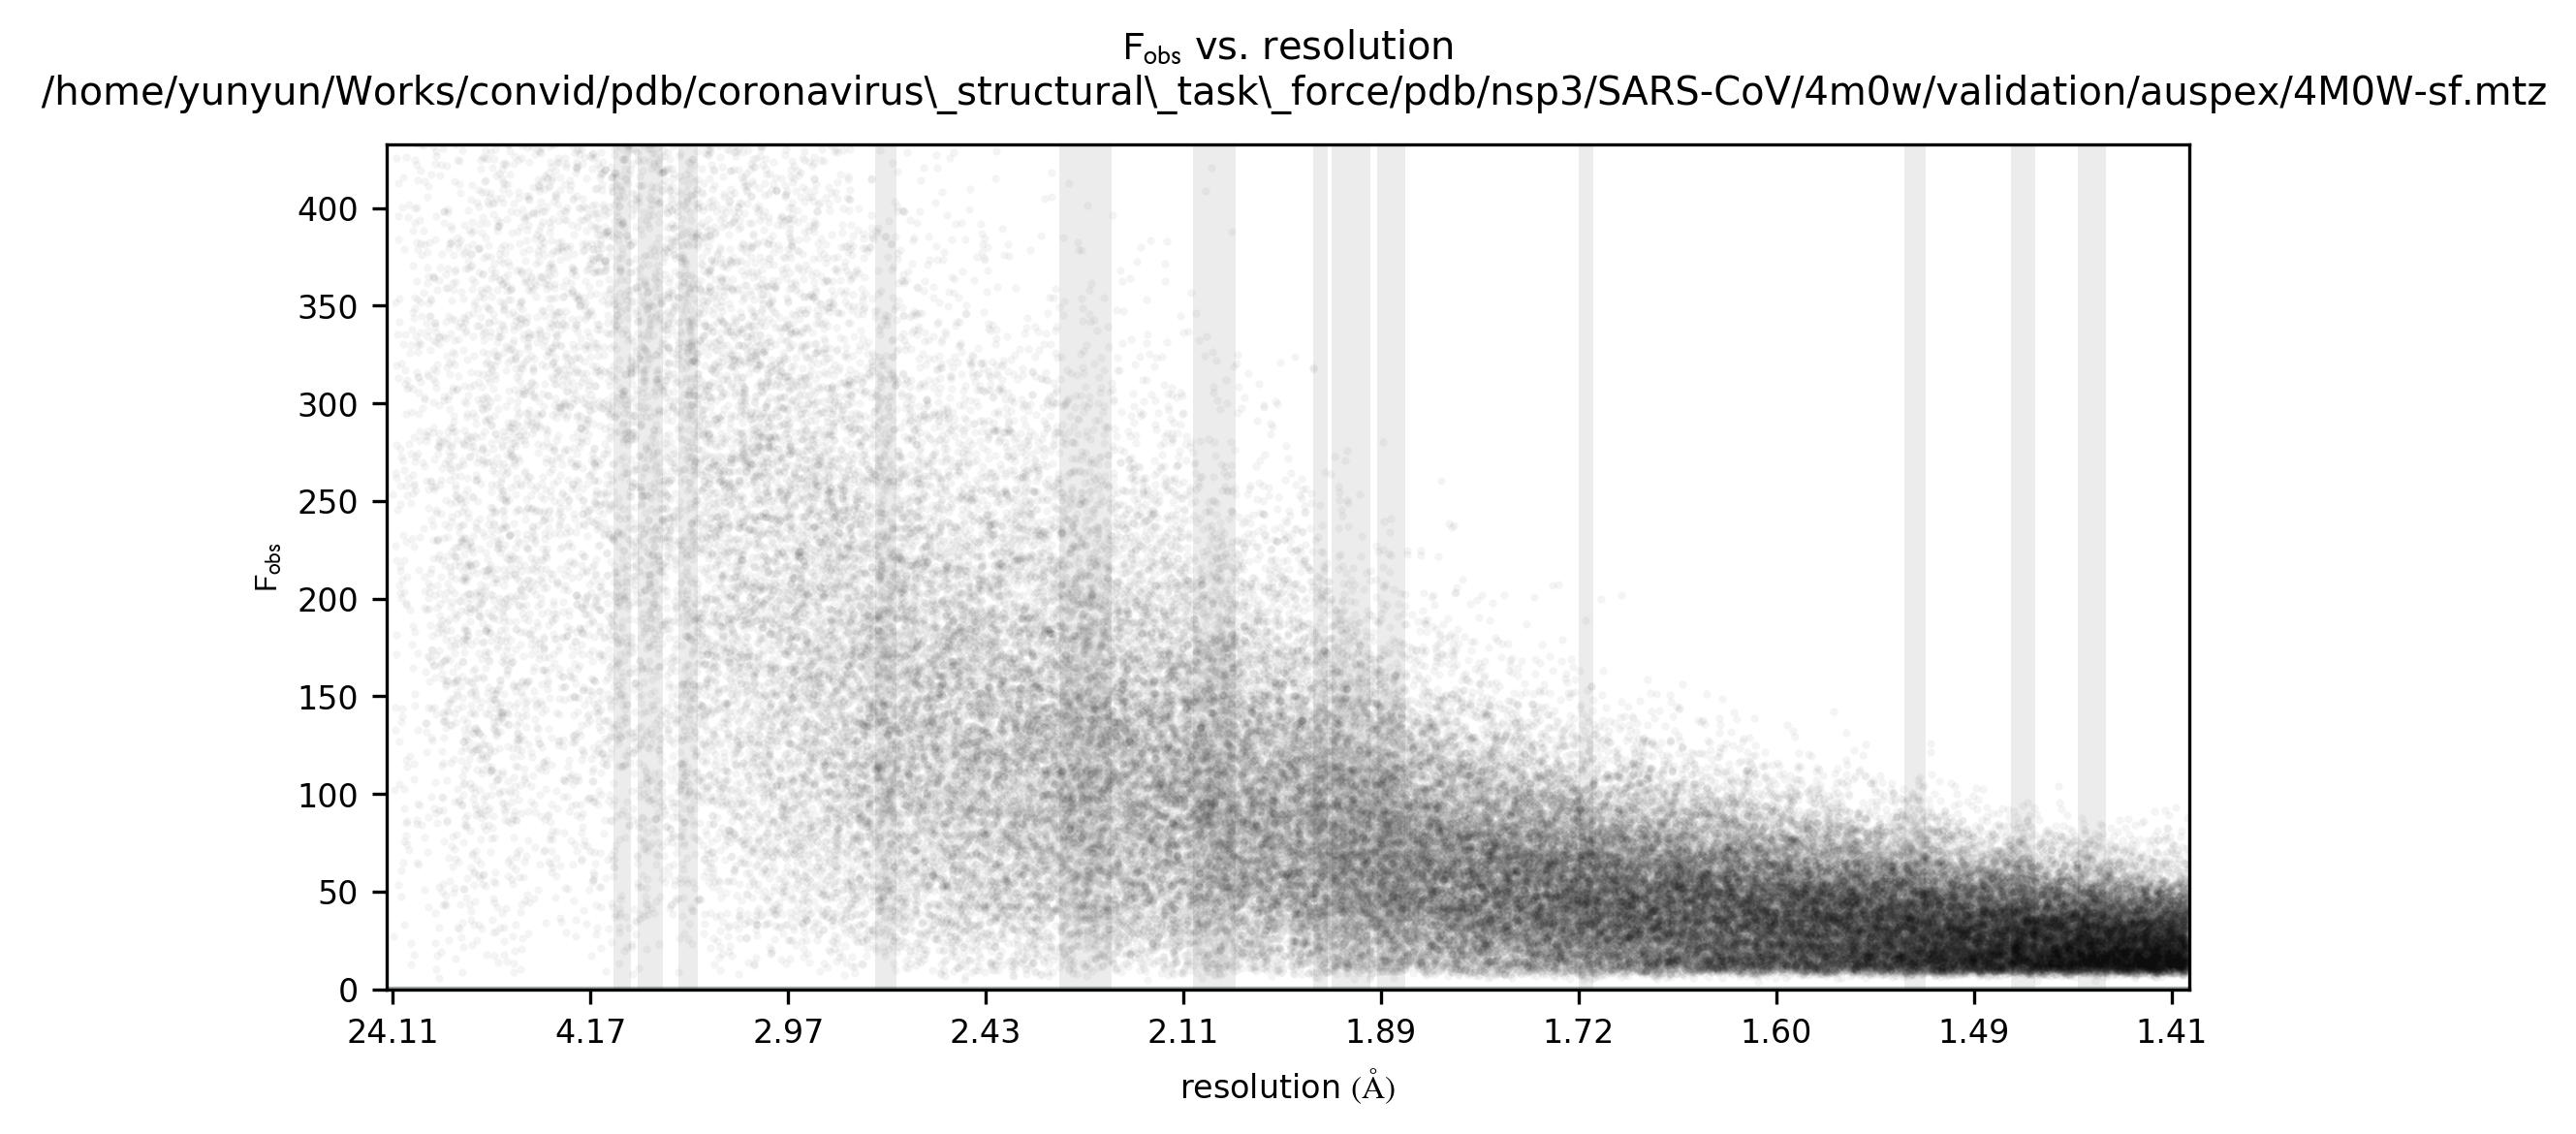 Fobs vs. resolution
/home/yunyun/Works/convid/pdb/coronavirus\_structural\_task\_force/pdb/nsp3/SARS-CoV/4m0w/validation/auspex/4M0W-sf.mtz
400
350
300
250
200
150
100
50
0
Fobs
24.11 4.17 2.97 2.43 2.11 1.89 1.72 1.60 1.49 1.41
resolution (Å)